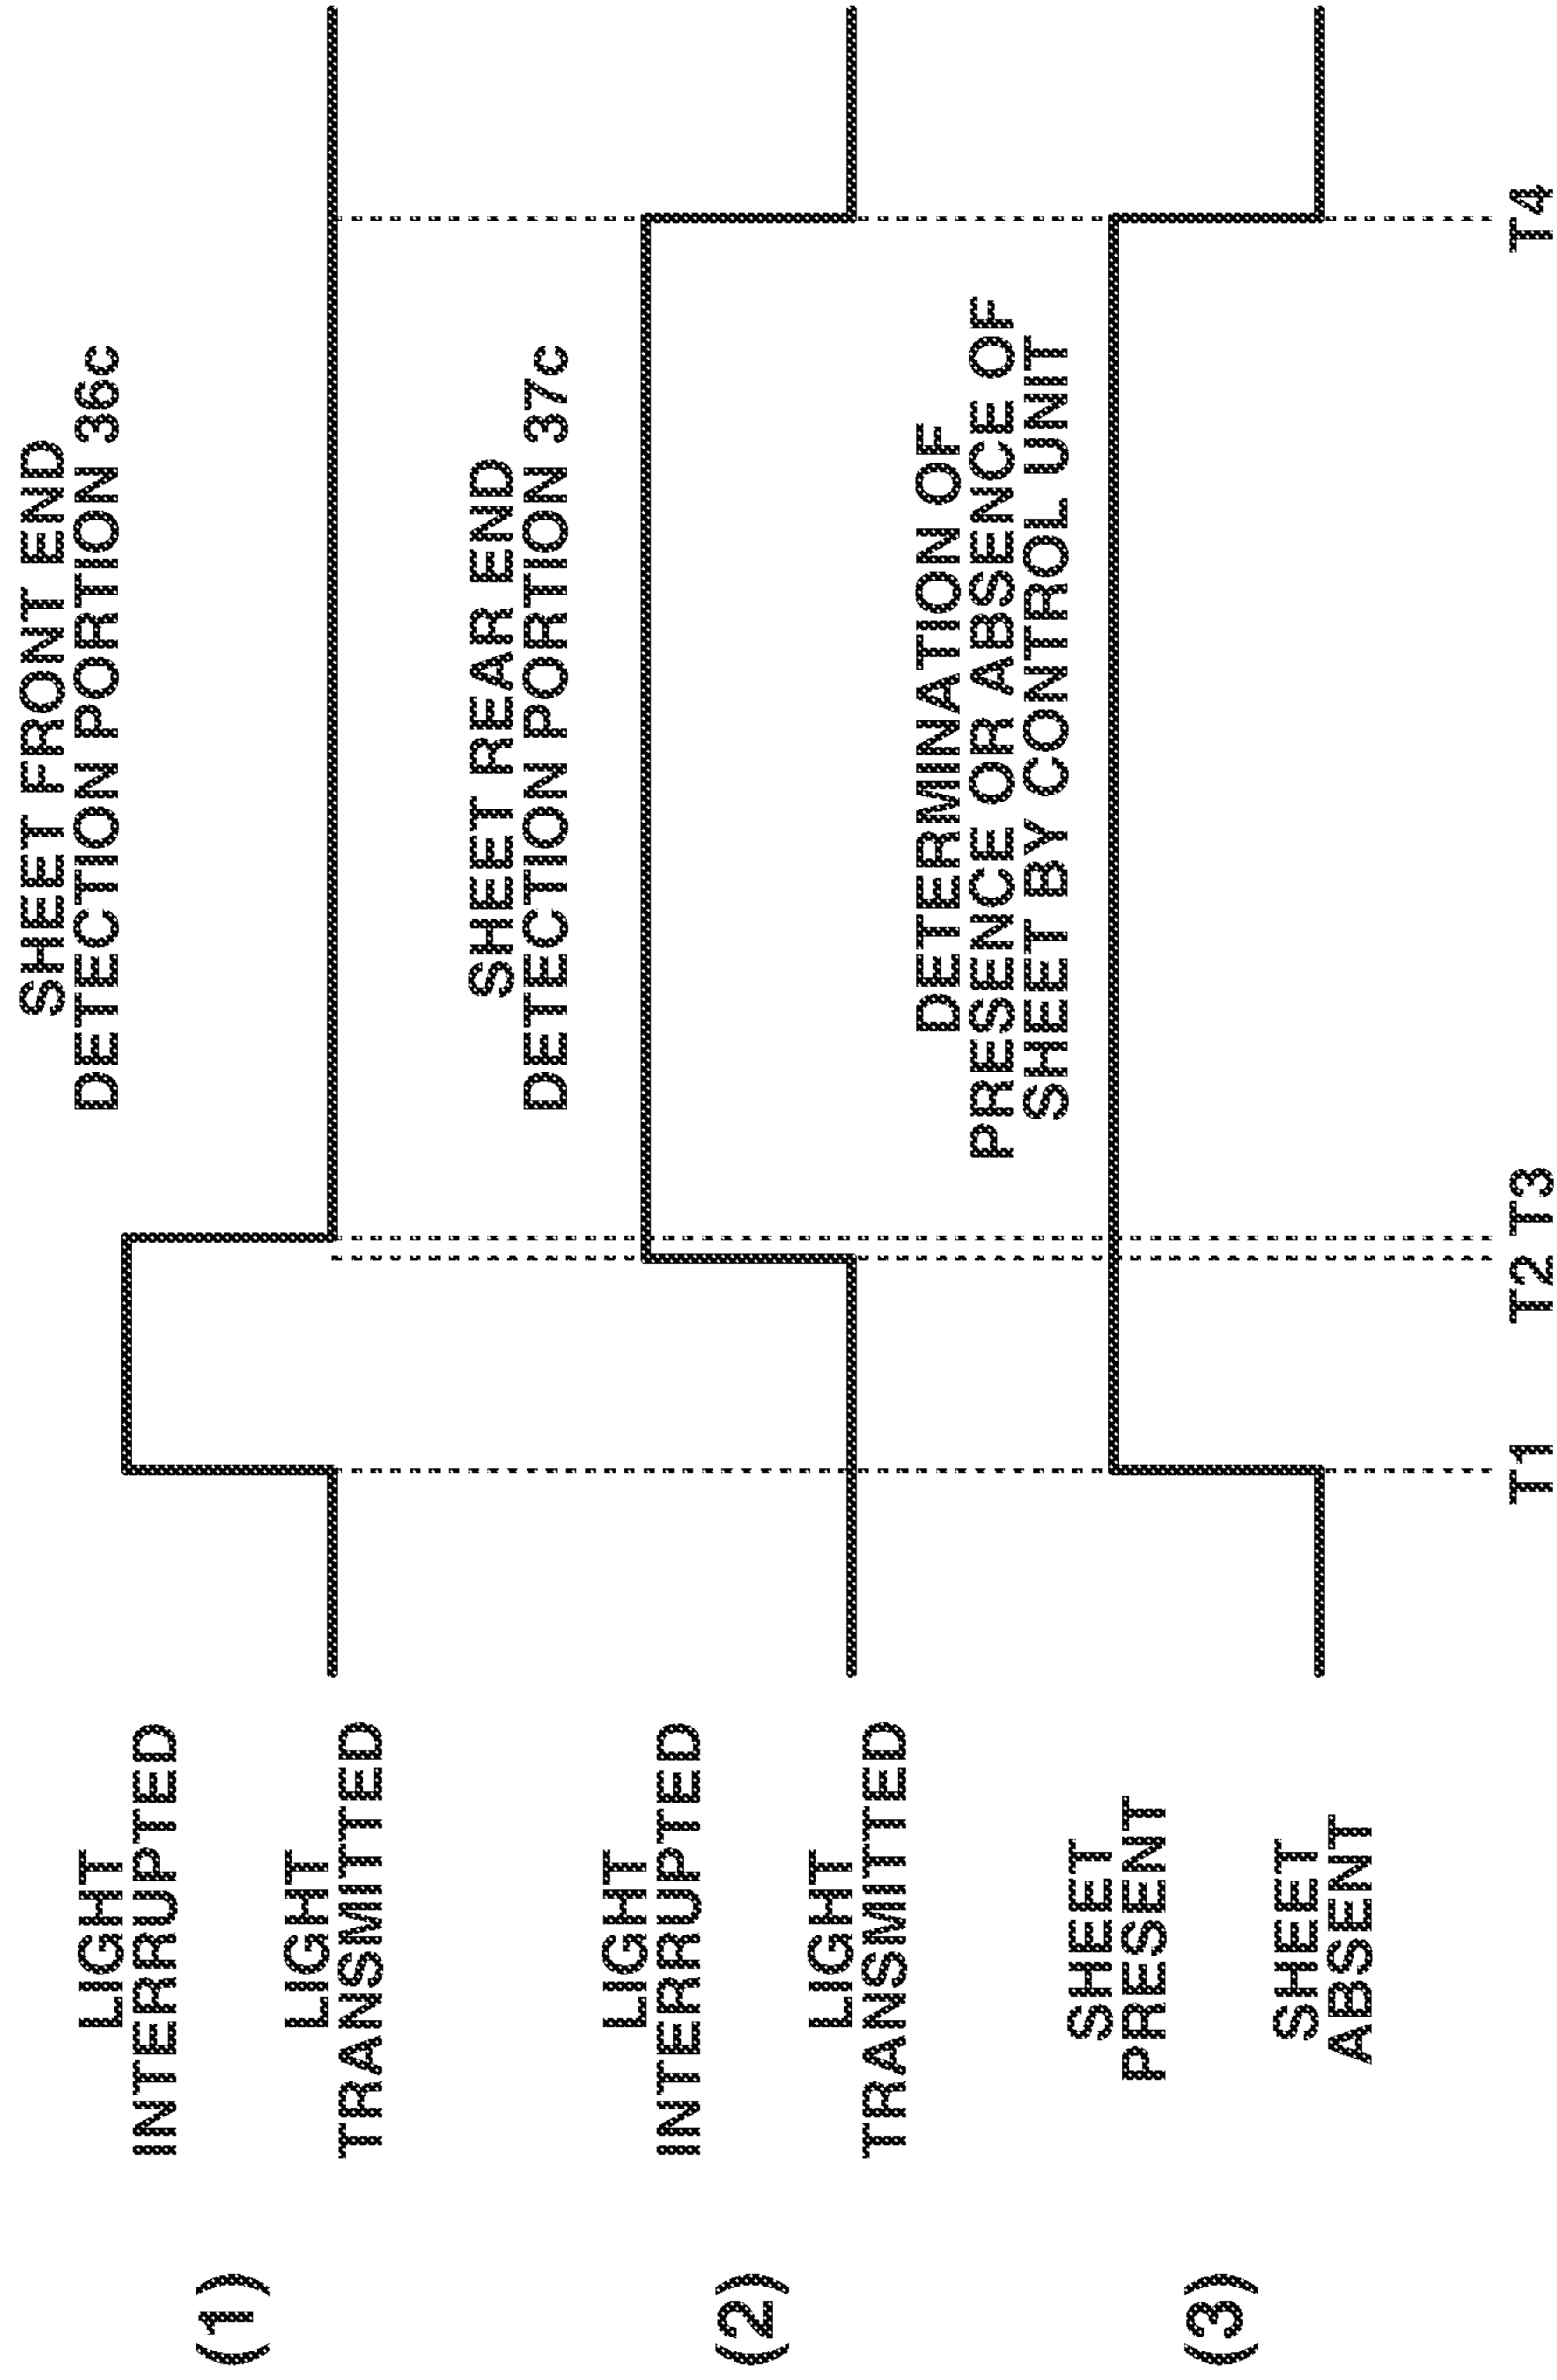 (1)
LIGHT
INTERRUPTED
LIGHT
TRANSMITTED
SHEET FRONT END
DETECTION PORTION 36c
(2)
LIGHT
INTERRUPTED
LIGHT
TRANSMITTED
SHEET REAR END
DETECTION PORTION 37c
(3)
SHEET
PRESENT
SHEET
ABSENT
DETERMINATION OF
PRESENCE OR ABSENCE OF
SHEET BY CONTROL UNIT
T1 T2 T3 T4